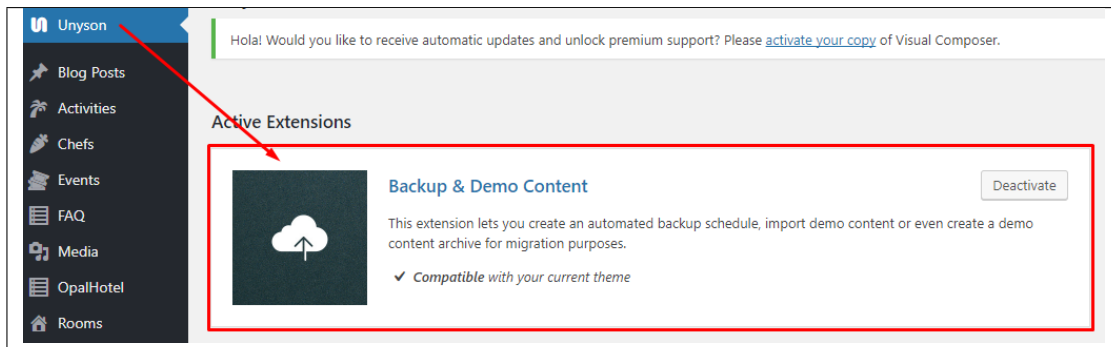 Unyson
Blog Posts
Activities
Chefs
Events
FAQ
Media
OpalHotel
Rooms
Hola! Would you like to receive automatic updates and unlock premium support? Please activate your copy of Visual Composer.
Active Extensions
Backup & Demo Content
Deactivate
This extension lets you create an automated backup schedule, import demo content or even create a demo
content archive for migration purposes.
✓ Compatible with your current theme